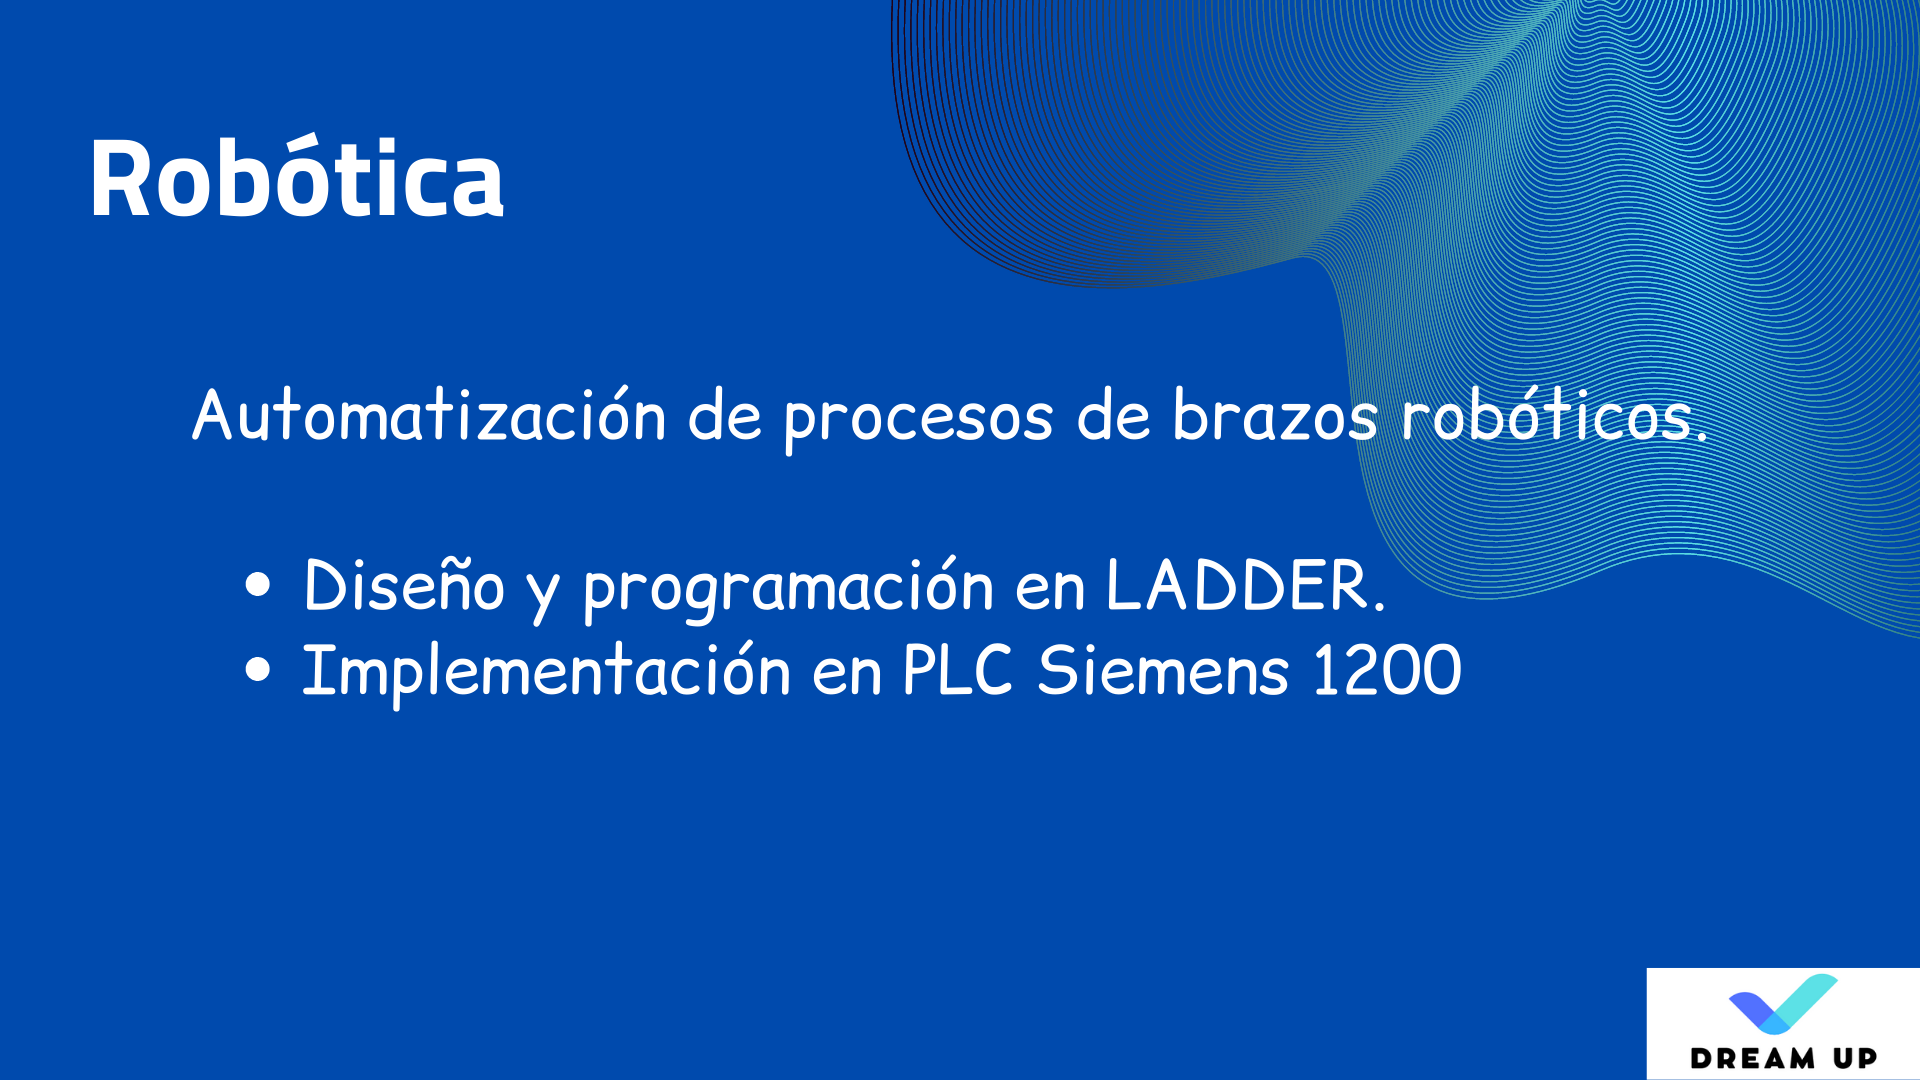 Robótica
Automatización de procesos de brazos robóticos.
• Diseño y programación en LADDER.
• Implementación en PLC Siemens 1200
DREAM UP